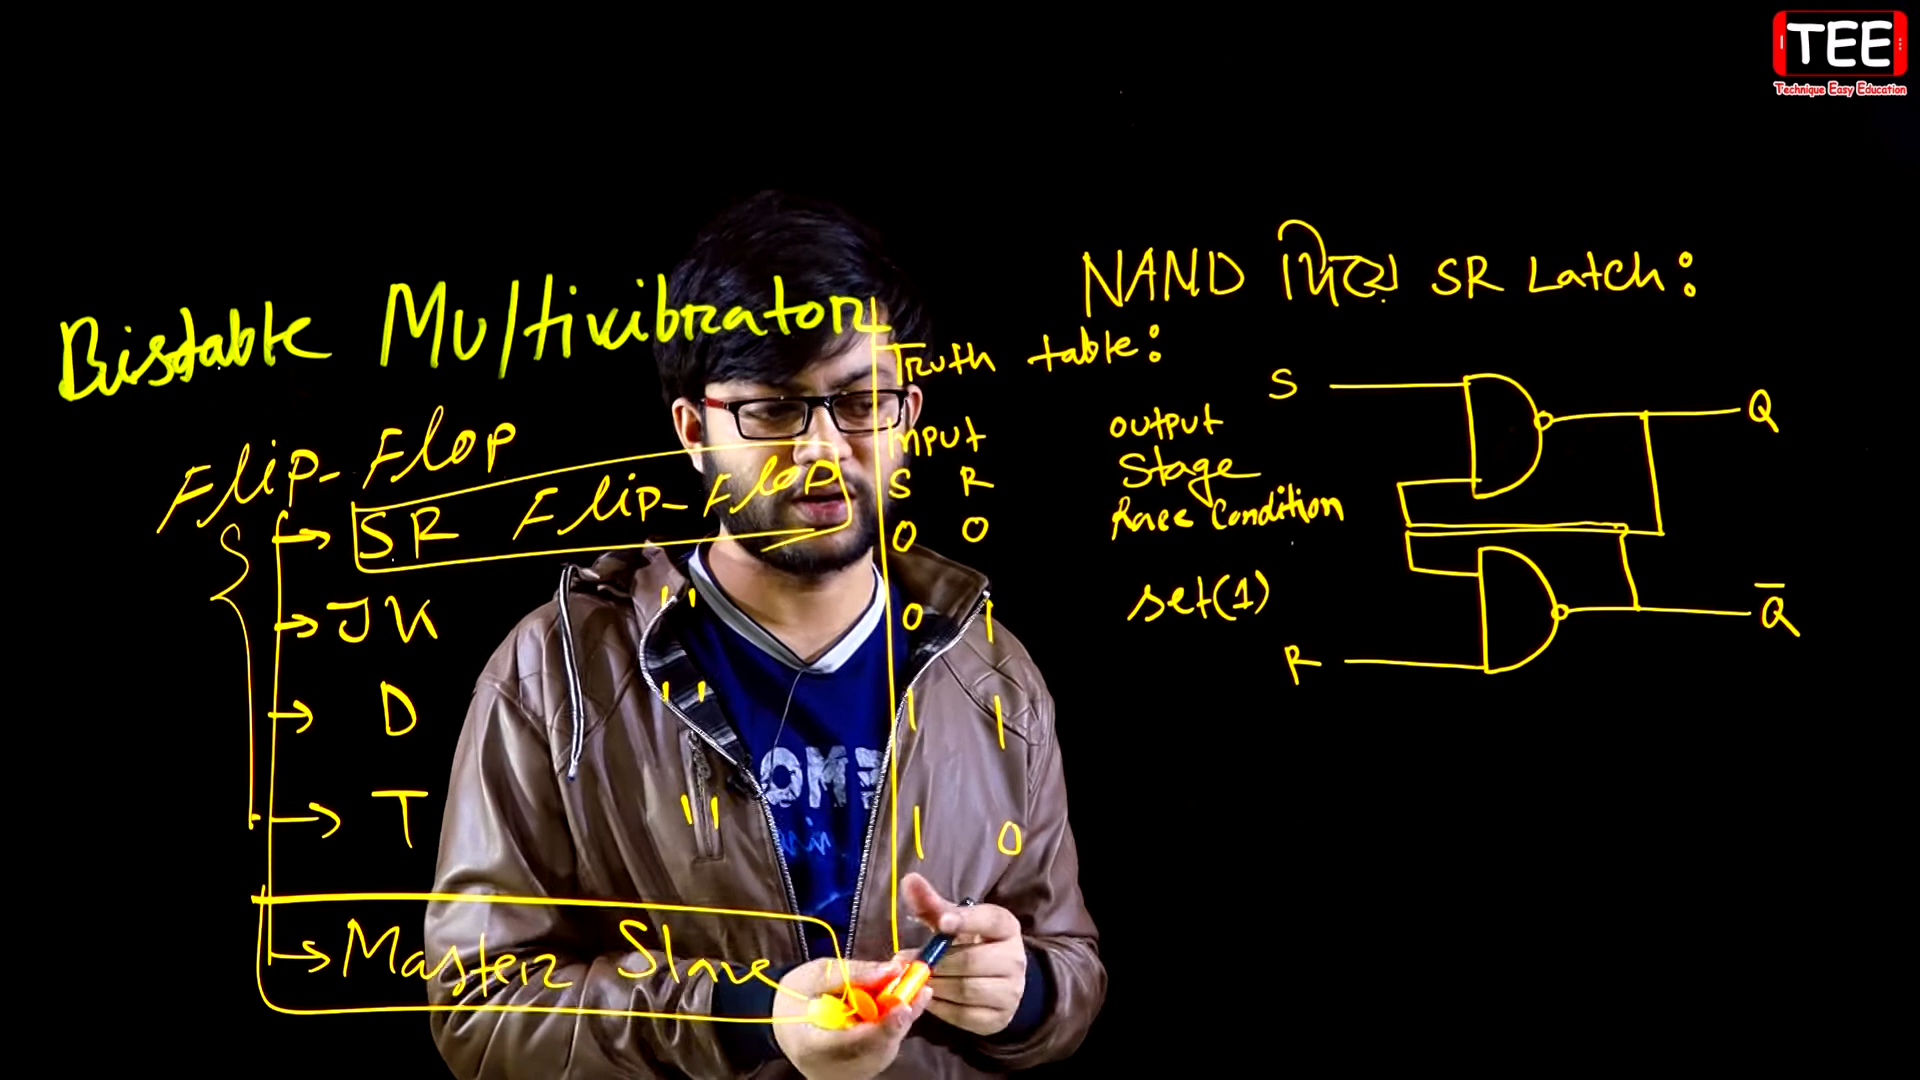 TEE
Technique Easy Education
Bistable Multivibrator
Flip-Flop
SR Flip-Flop
JK "
D "
T "
Master Slave
Truth table:
Input
S R
0 0
0 1
1 1
1 0
Output
Stage
Race Condition
set(1)
NAND দিয়ে SR Latch:
S
Q
R
Q̅